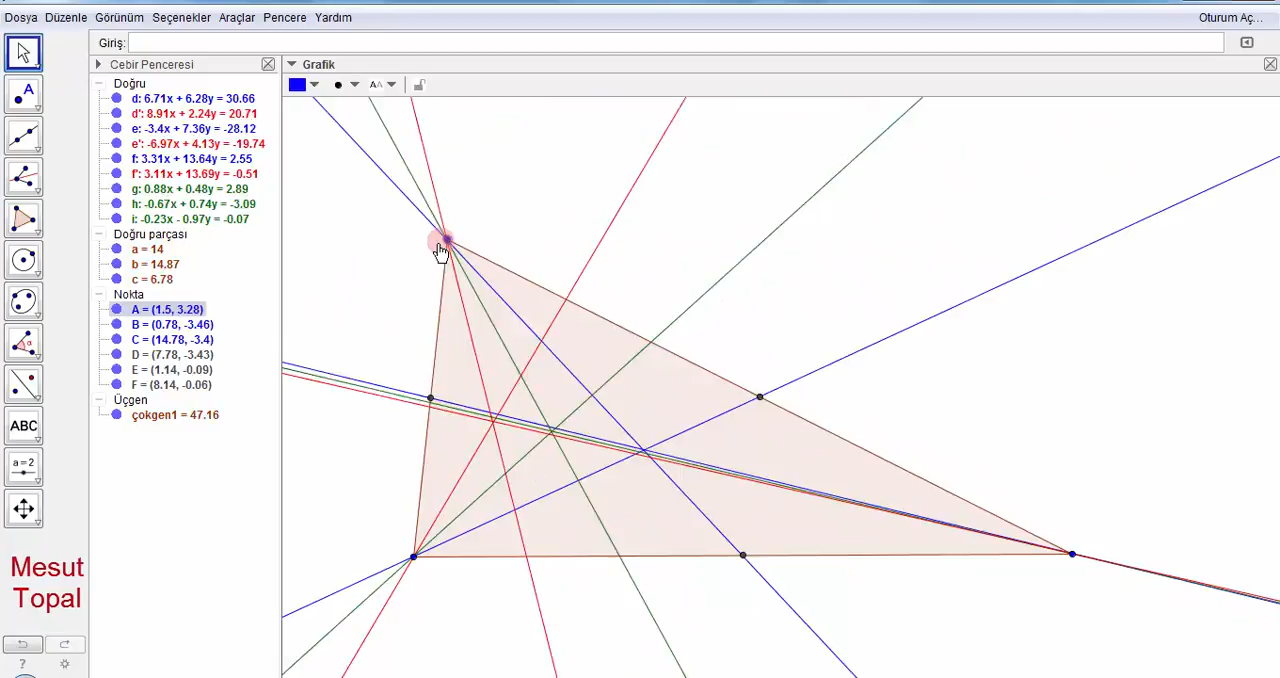 Dosya Düzenle Görünüm Seçenekler Araçlar Pencere Yardım Oturum Aç...
Giriş:
Cebir Penceresi
Grafik
AA
Doğru
d: 6.71x + 6.28y = 30.66
d': 8.91x + 2.24y = 20.71
e: -3.4x + 7.36y = -28.12
e': -6.97x + 4.13y = -19.74
f: 3.31x + 13.64y = 2.55
f': 3.11x + 13.69y = -0.51
g: 0.88x + 0.48y = 2.89
h: -0.67x + 0.74y = -3.09
i: -0.23x - 0.97y = -0.07
Doğru parçası
a = 14
b = 14.87
c = 6.78
Nokta
A = (1.5, 3.28)
B = (0.78, -3.46)
C = (14.78, -3.4)
D = (7.78, -3.43)
E = (1.14, -0.09)
F = (8.14, -0.06)
Üçgen
çokgen1 = 47.16
A
α
ABC
a=2
Mesut
Topal
?